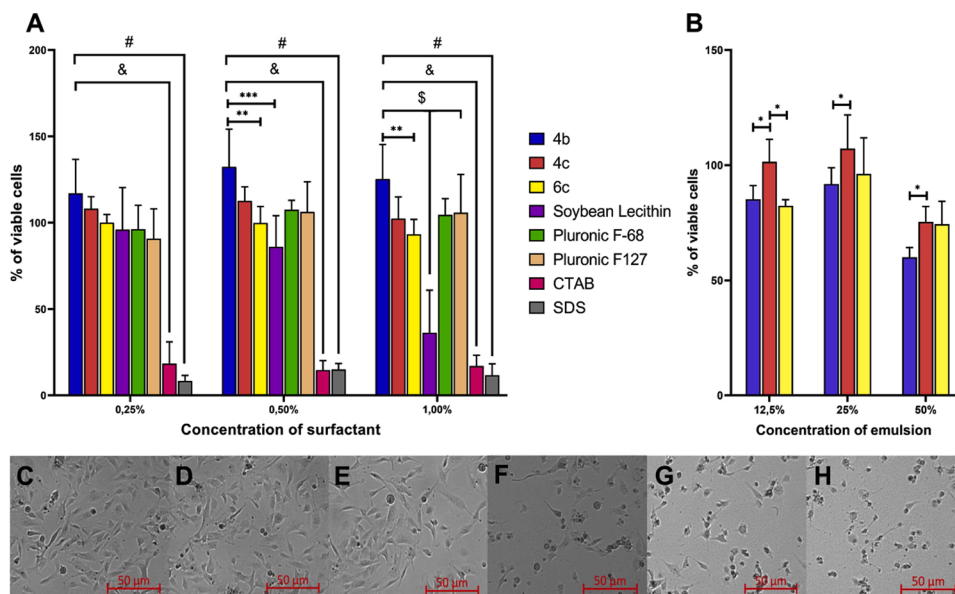 A
B
200
150
100
50
0
% of viable cells
# # #
& & &
*** $
** **
0,25% 0,50% 1,00%
Concentration of surfactant
4b
4c
6c
Soybean Lecithin
Pluronic F-68
Pluronic F127
CTAB
SDS
150
100
50
0
% of viable cells
* * * *
12,5% 25% 50%
Concentration of emulsion
C D E F G H
50 µm 50 µm 50 µm 50 µm 50 µm 50 µm